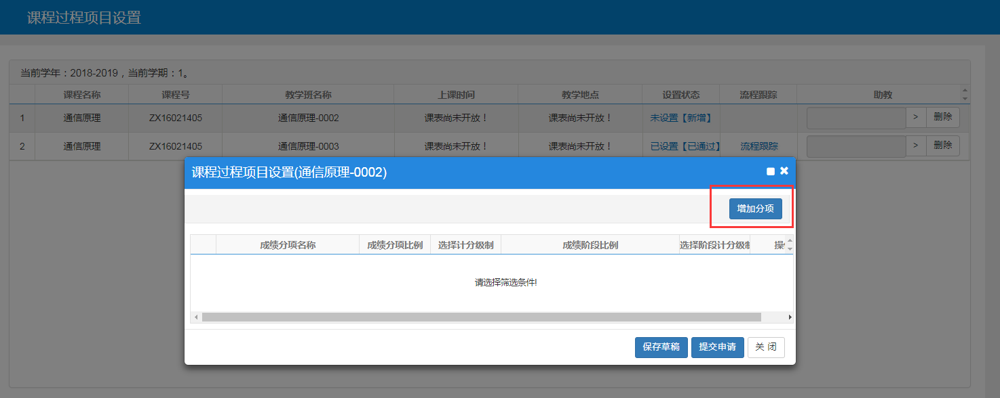 课程过程项目设置
当前学年：2018-2019，当前学期：1。
课程名称 课程号 教学班名称 上课时间 教学地点 设置状态 流程跟踪 助教
1 通信原理 ZX16021405 通信原理-0002 课表尚未开放！ 课表尚未开放！ 未设置【新增】 > 删除
2 通信原理 ZX16021405 通信原理-0003 课表尚未开放！ 课表尚未开放！ 已设置【已通过】 流程跟踪 > 删除
课程过程项目设置(通信原理-0002)
增加分项
成绩分项名称 成绩分项比例 选择计分级制 成绩阶段比例 选择阶段计分级制 操
请选择筛选条件!
保存草稿 提交申请 关 闭